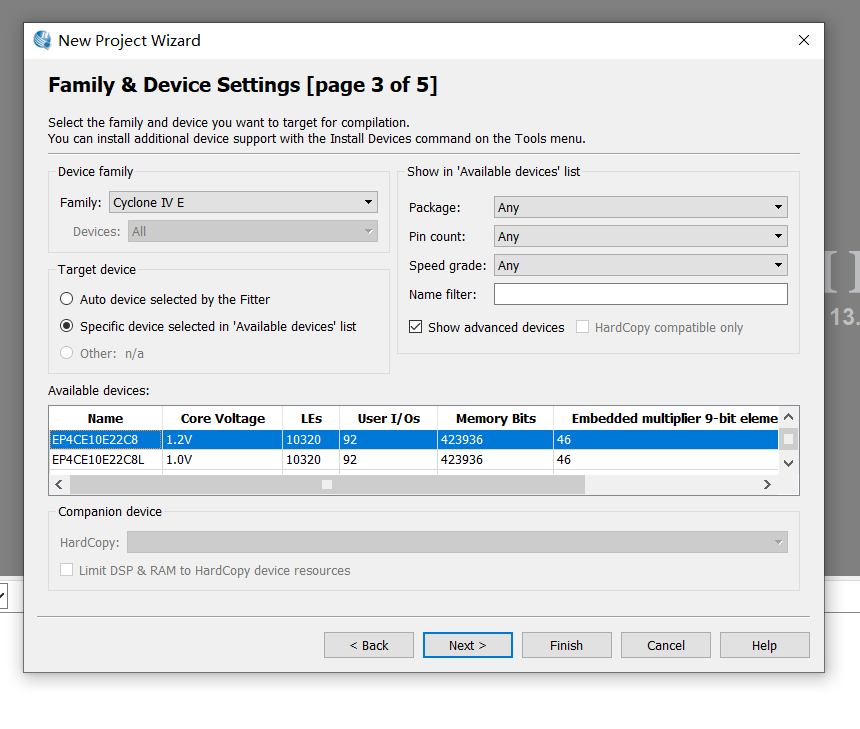 New Project Wizard
Family & Device Settings [page 3 of 5]
Select the family and device you want to target for compilation.
You can install additional device support with the Install Devices command on the Tools menu.
Device family
Family: Cyclone IV E
Devices: All
Target device
Auto device selected by the Fitter
Specific device selected in 'Available devices' list
Other: n/a
Show in 'Available devices' list
Package: Any
Pin count: Any
Speed grade: Any
Name filter:
Show advanced devices HardCopy compatible only
Available devices:
Name Core Voltage LEs User I/Os Memory Bits Embedded multiplier 9-bit eleme
EP4CE10E22C8 1.2V 10320 92 423936 46
EP4CE10E22C8L 1.0V 10320 92 423936 46
Companion device
HardCopy:
Limit DSP & RAM to HardCopy device resources
< Back Next > Finish Cancel Help
13.